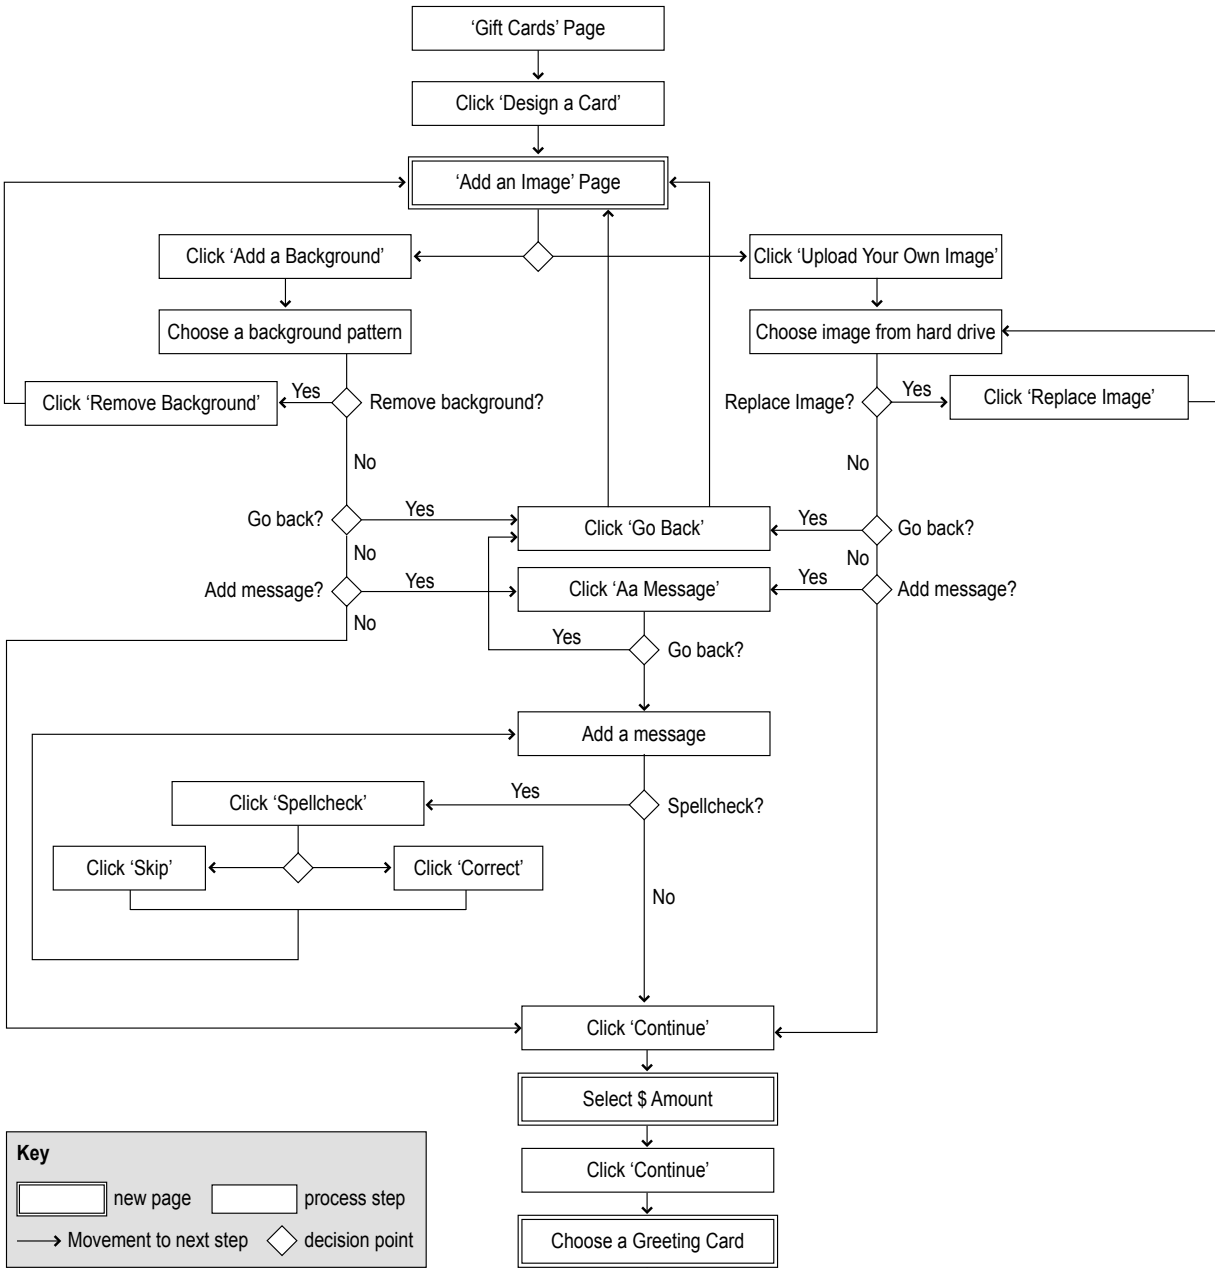 ‘Gift Cards’ Page
Click ‘Design a Card’
‘Add an Image’ Page
Click ‘Add a Background’
Click ‘Upload Your Own Image’
Choose a background pattern
Choose image from hard drive
Click ‘Remove Background’
Yes
Remove background?
Replace Image?
Yes
Click ‘Replace Image’
No
No
Go back?
Yes
Click ‘Go Back’
Yes
Go back?
No
No
Add message?
Yes
Click ‘Aa Message’
Yes
Add message?
No
Yes
Go back?
Add a message
Click ‘Spellcheck’
Yes
Spellcheck?
Click ‘Skip’
Click ‘Correct’
No
Click ‘Continue’
Select $ Amount
Click ‘Continue’
Choose a Greeting Card
Key
new page
process step
Movement to next step
decision point